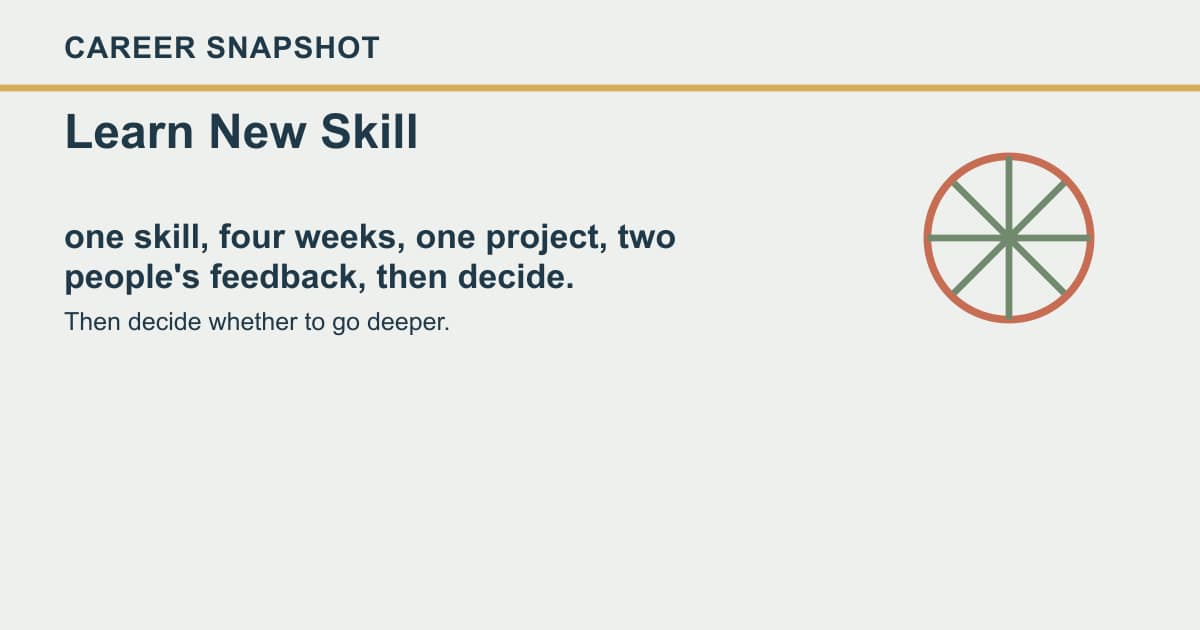 CAREER SNAPSHOT
Learn New Skill
one skill, four weeks, one project, two
people's feedback, then decide.
Then decide whether to go deeper.